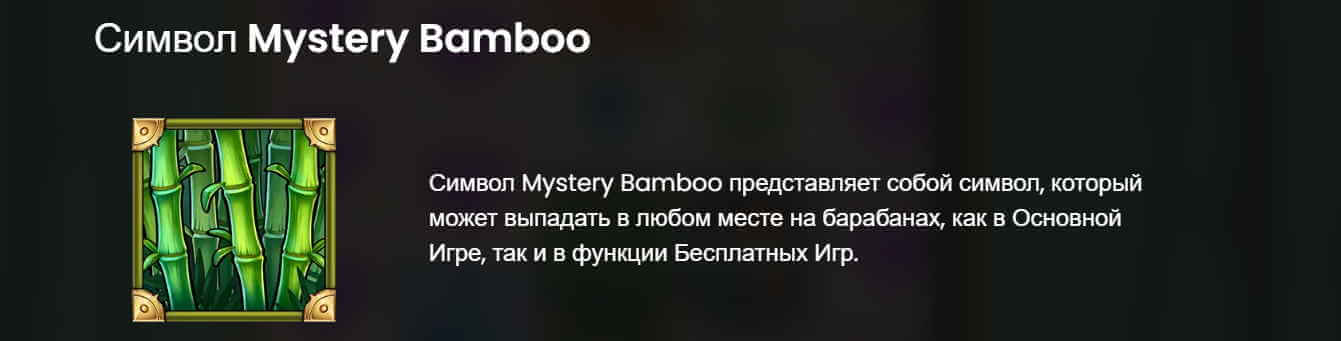 Символ Mystery Bamboo
Символ Mystery Bamboo представляет собой символ, который
может выпадать в любом месте на барабанах, как в Основной
Игре, так и в функции Бесплатных Игр.